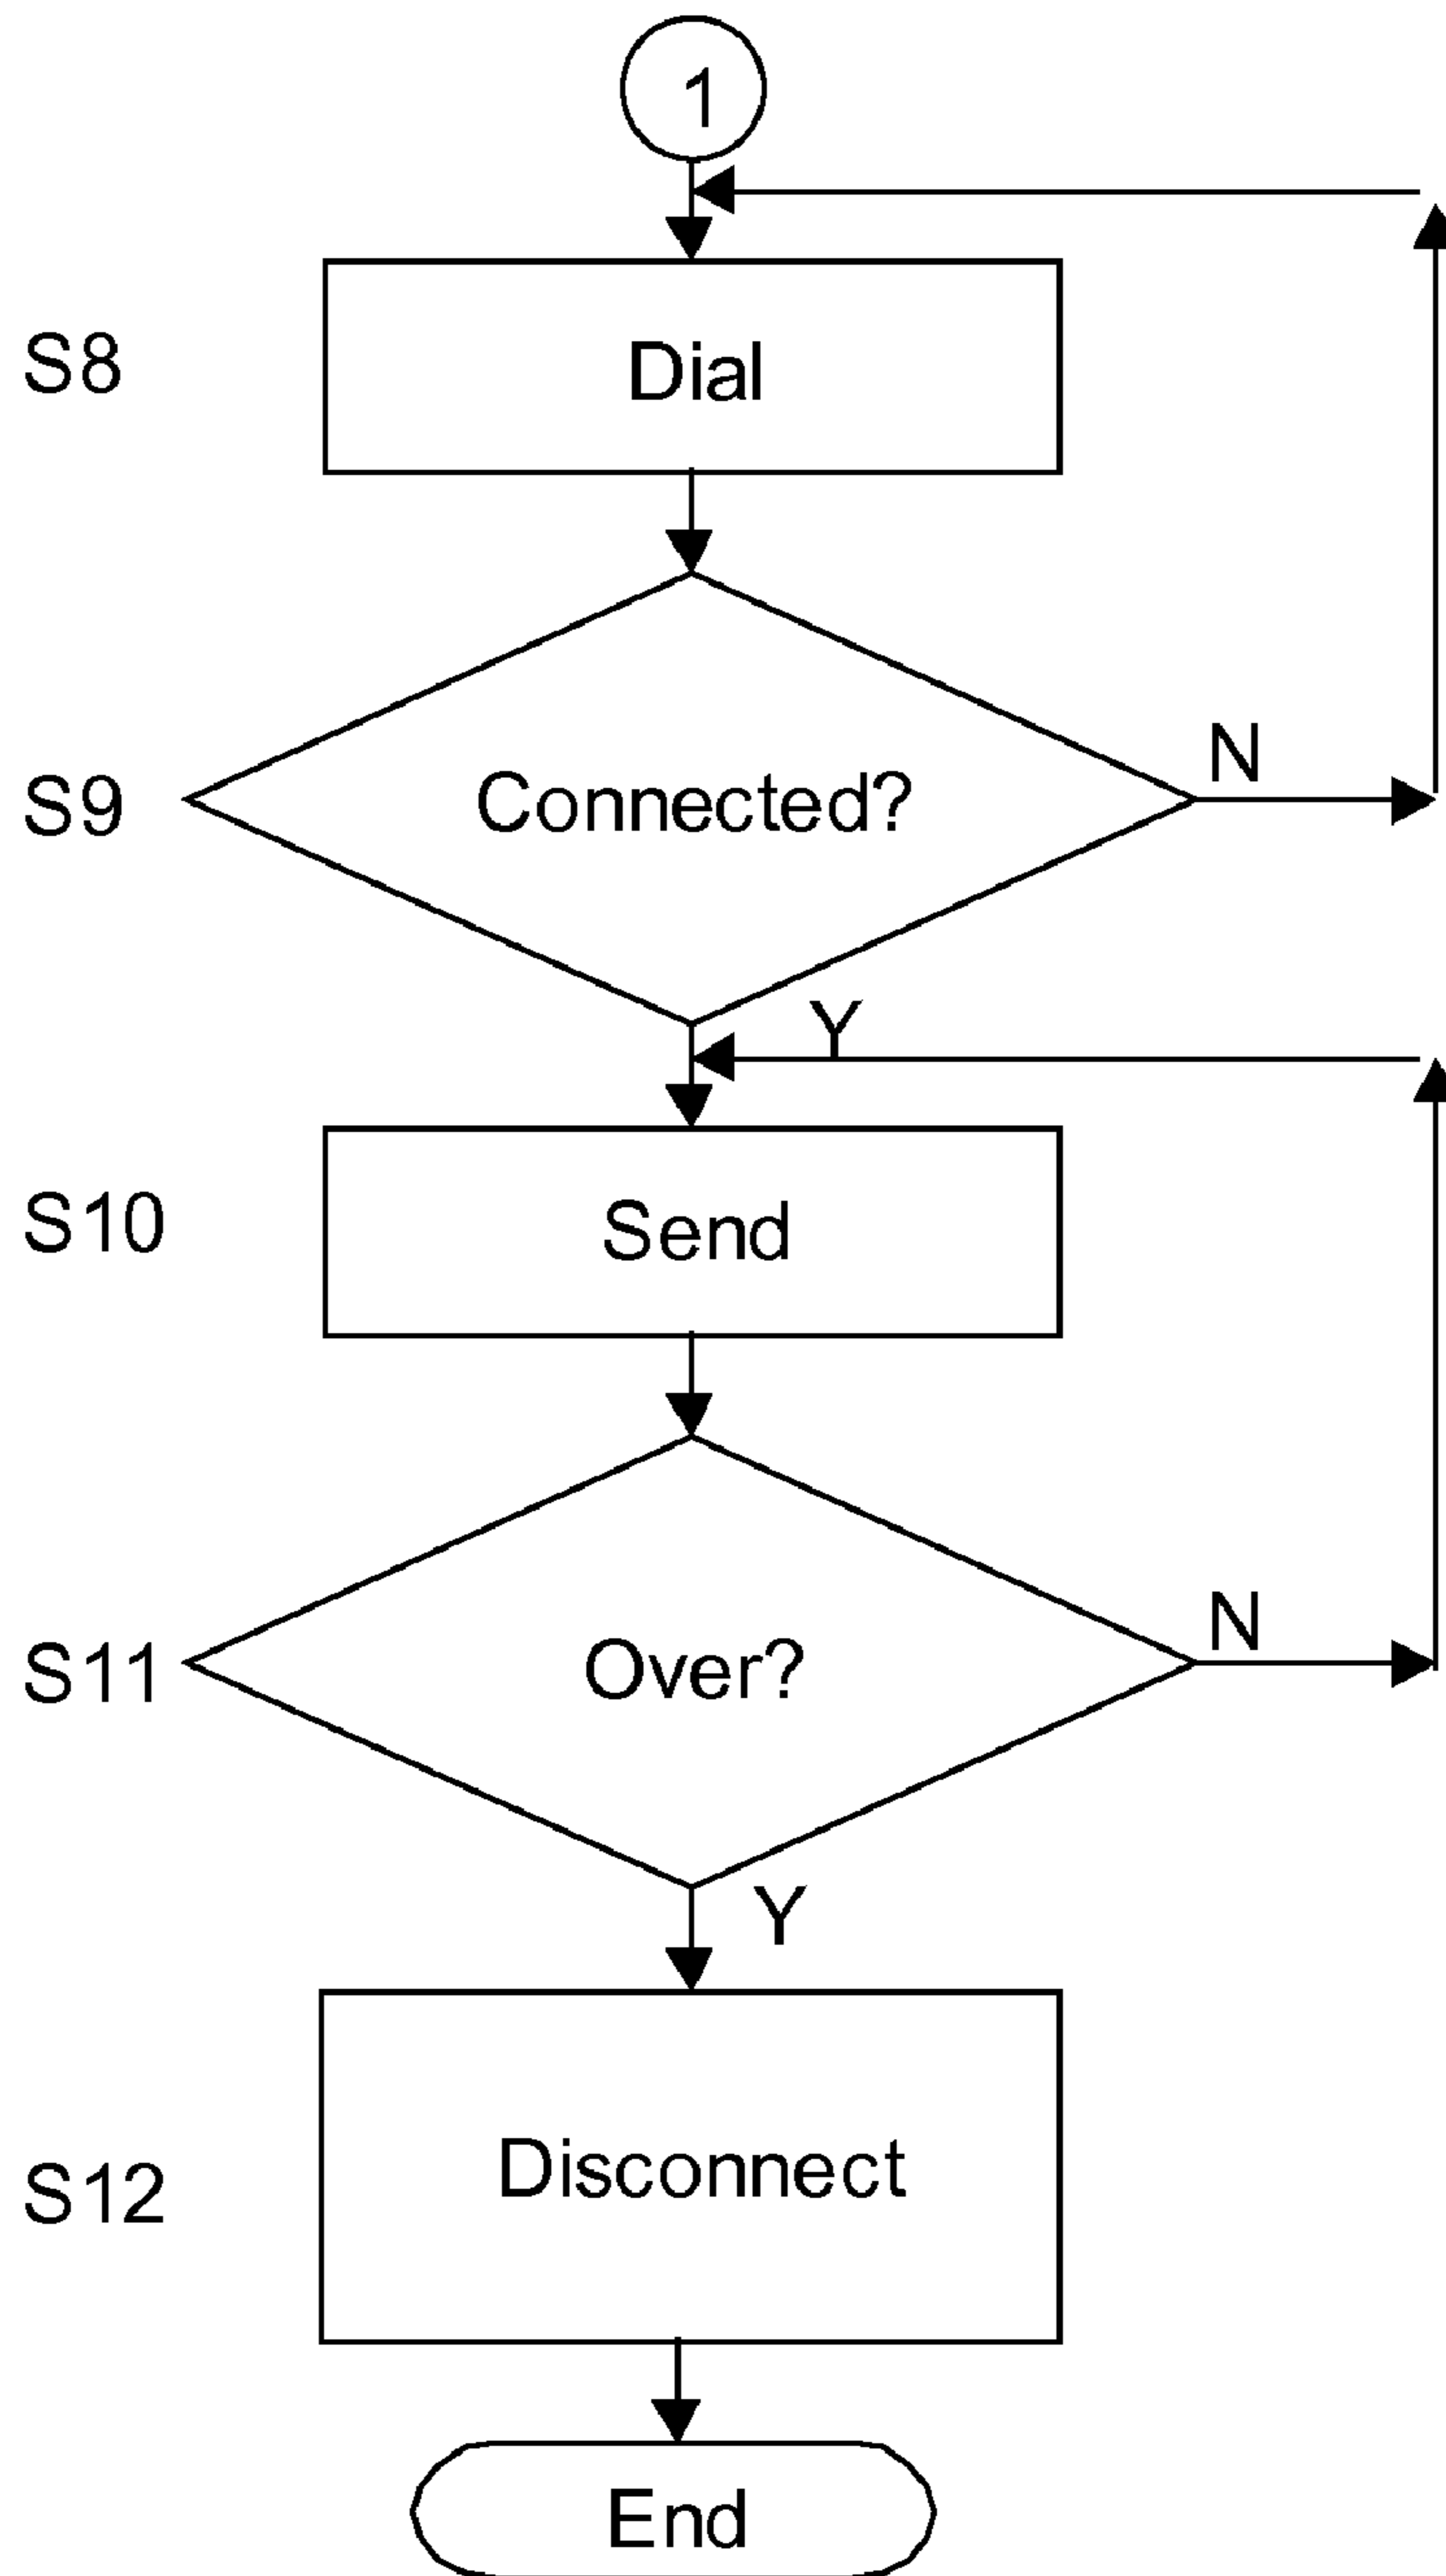 1
S8
Dial
S9
Connected?
N
Y
S10
Send
S11
Over?
N
Y
S12
Disconnect
End